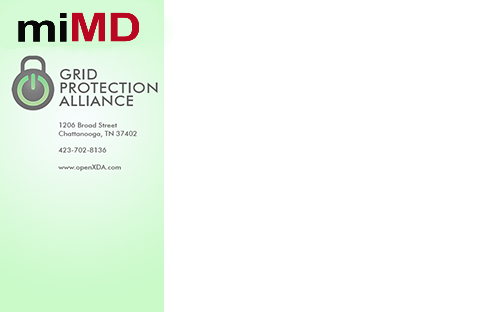 miMD
GRID
PROTECTION
ALLIANCE
1206 Broad Street
Chattanooga, TN 37402
423-702-8136
www.openXDA.com